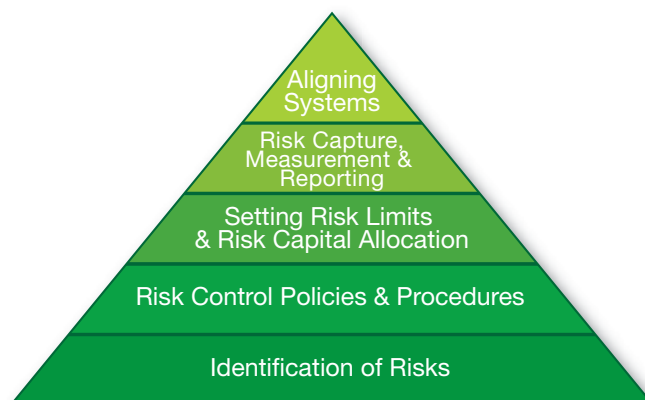 Aligning
Systems
Risk Capture,
Measurement &
Reporting
Setting Risk Limits
& Risk Capital Allocation
Risk Control Policies & Procedures
Identification of Risks